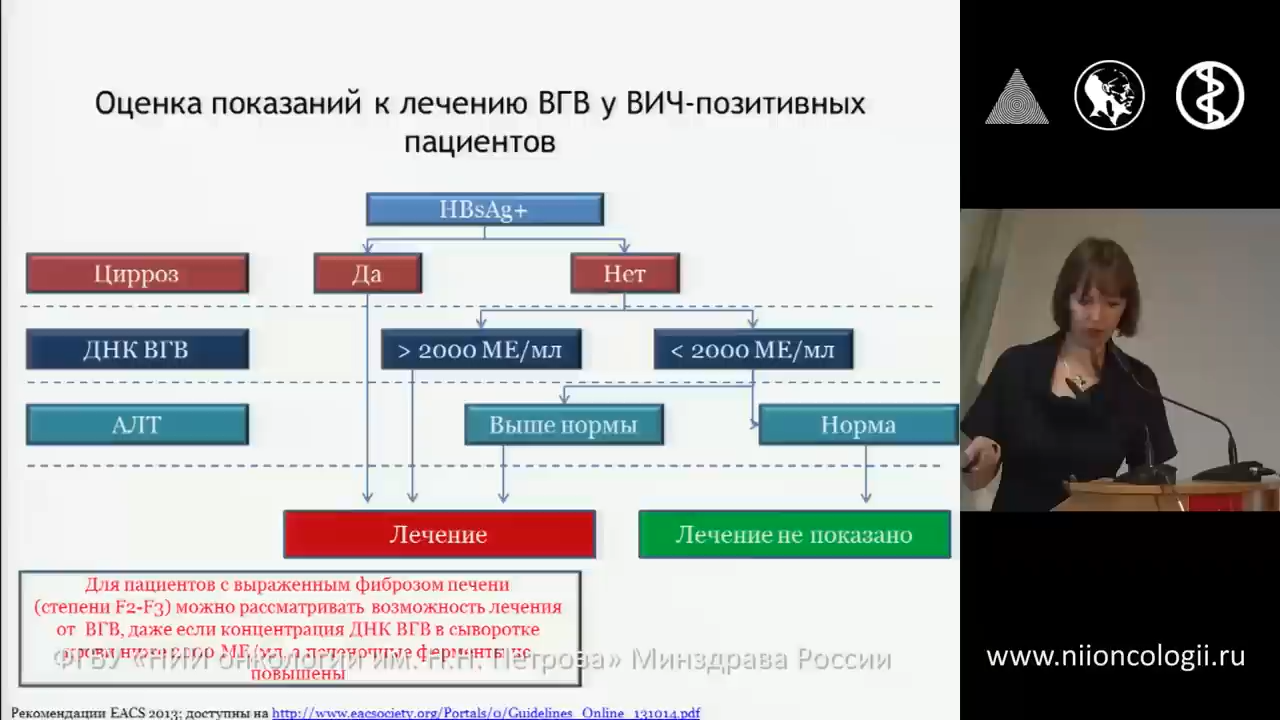 Оценка показаний к лечению ВГВ у ВИЧ-позитивных
пациентов
HBsAg+
Цирроз
Да
Нет
ДНК ВГВ
> 2000 МЕ/мл
< 2000 МЕ/мл
АЛТ
Выше нормы
Норма
Лечение
Лечение не показано
Для пациентов с выраженным фиброзом печени
(степени F2-F3) можно рассматривать возможность лечения
от ВГВ, даже если концентрация ДНК ВГВ в сыворотке
крови ниже 2000 МЕ/мл, а печеночные ферменты не
повышены
ФГБУ «НИИ онкологии им. Н.Н. Петрова» Минздрава России
Рекомендации EACS 2013; доступны на http://www.eacsociety.org/Portals/0/Guidelines_Online_131014.pdf
www.niioncologii.ru